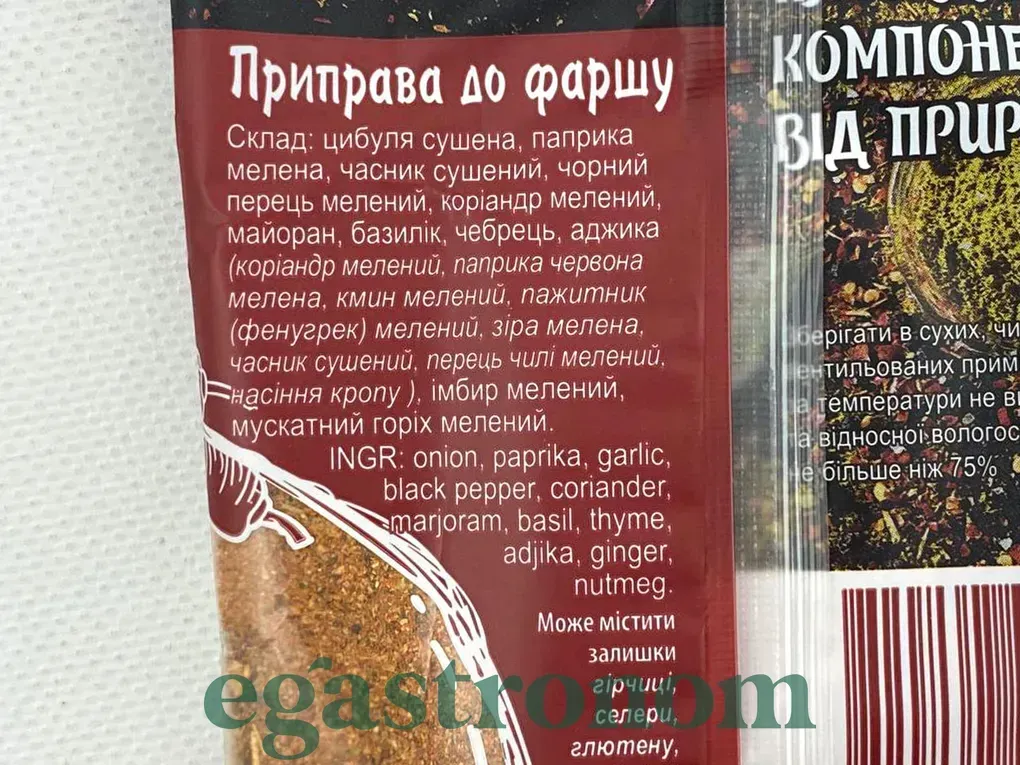 Приправа до фаршу
Склад: цибуля сушена, паприка
мелена, часник сушений, чорний
перець мелений, коріандр мелений,
майоран, базилік, чебрець, аджика
(коріандр мелений, паприка червона
мелена, кмин мелений, пажитник
(фенугрек) мелений, зіра мелена,
часник сушений, перець чилі мелений,
насіння кропу ), імбир мелений,
мускатний горіх мелений.
INGR: onion, paprika, garlic,
black pepper, coriander,
marjoram, basil, thyme,
adjika, ginger,
nutmeg.
Може містити
залишки
гірчиці,
селери,
глютену,
КОМПОНЕ
ВІД ПРИР
берігати в сухих, чи
ентильованих прим
а температури не ви
а відносної вологос
не більше ніж 75%
egastronom